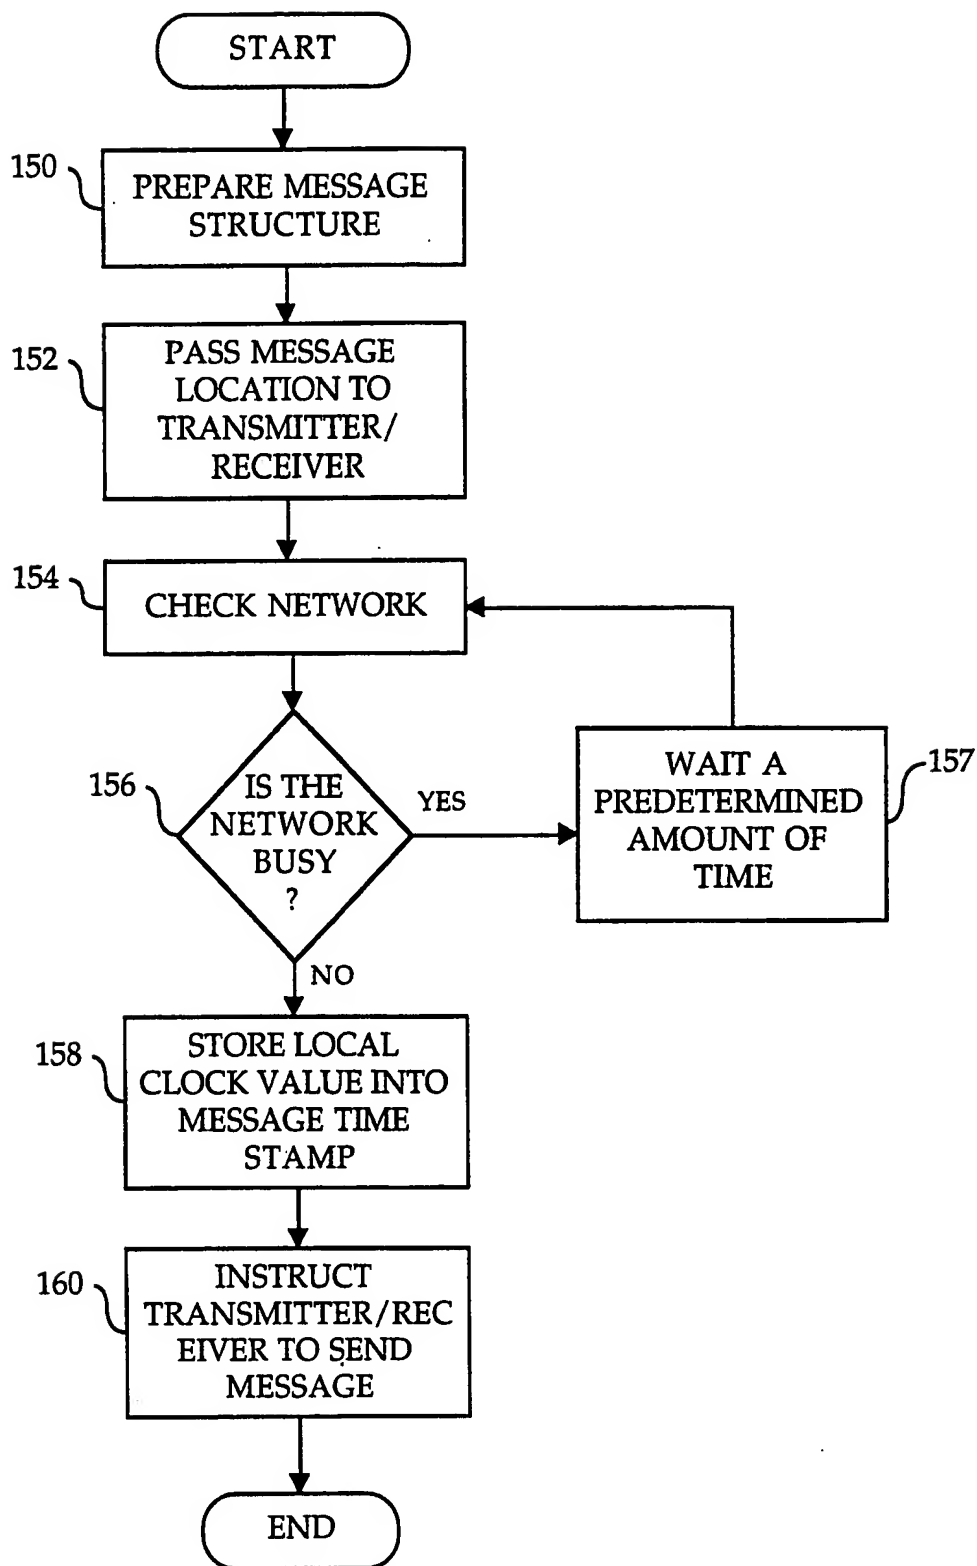 START
150
PREPARE MESSAGE
STRUCTURE
152
PASS MESSAGE
LOCATION TO
TRANSMITTER/
RECEIVER
154
CHECK NETWORK
156
IS THE
NETWORK
BUSY
?
YES
WAIT A
PREDETERMINED
AMOUNT OF
TIME
157
NO
158
STORE LOCAL
CLOCK VALUE INTO
MESSAGE TIME
STAMP
160
INSTRUCT
TRANSMITTER/REC
EIVER TO SEND
MESSAGE
END